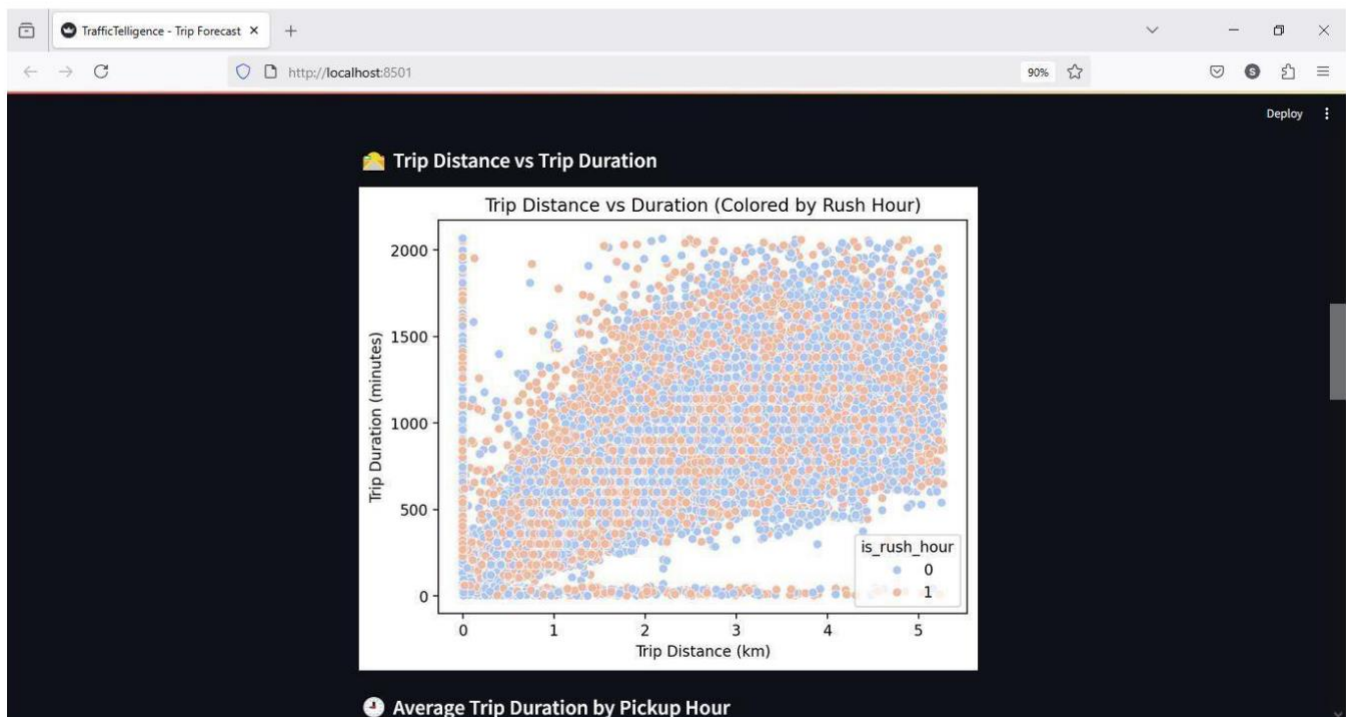 TrafficTelligence - Trip Forecast
http://localhost:8501
90%
S
Deploy
Trip Distance vs Trip Duration
Trip Distance vs Duration (Colored by Rush Hour)
2000
1500
1000
500
0
Trip Duration (minutes)
is_rush_hour
0
1
0 1 2 3 4 5
Trip Distance (km)
Average Trip Duration by Pickup Hour